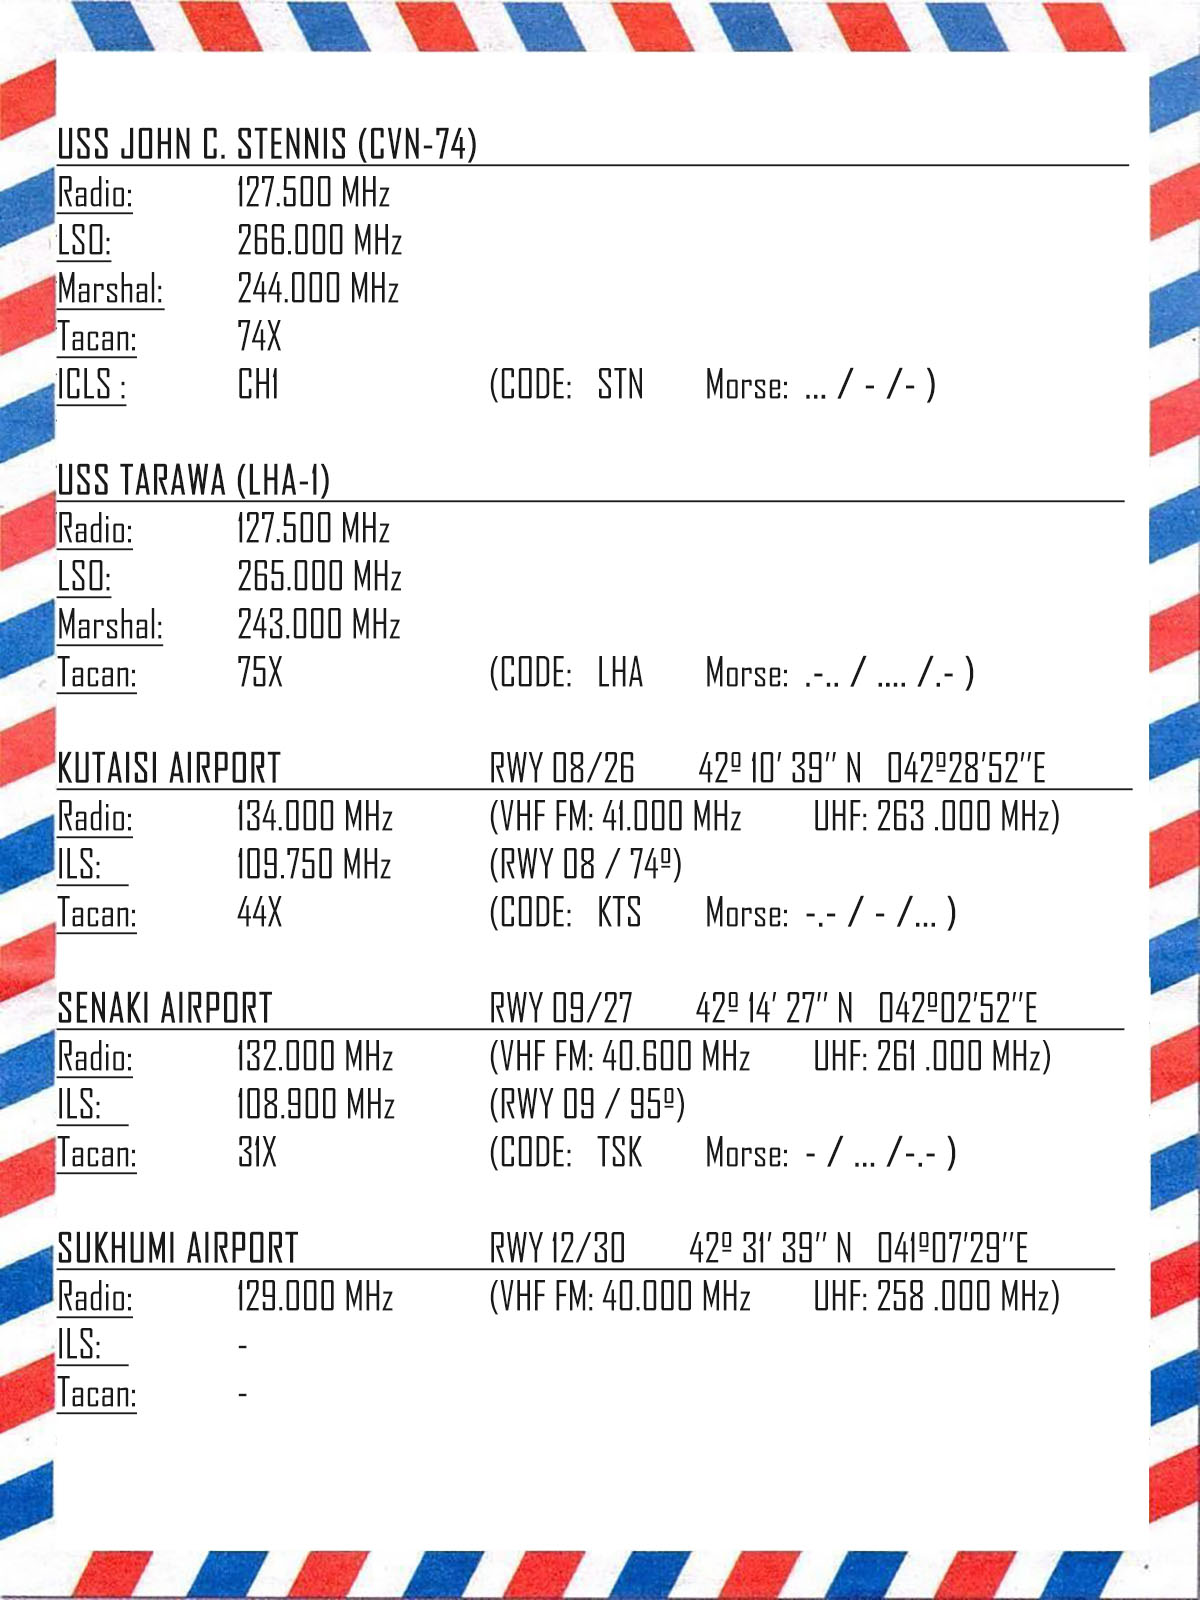 USS JOHN C. STENNIS (CVN-74)
Radio: 127.500 MHz
LSO: 266.000 MHz
Marshal: 244.000 MHz
Tacan: 74X
ICLS : CH1 (CODE: STN Morse: ... / - /- )
USS TARAWA (LHA-1)
Radio: 127.500 MHz
LSO: 265.000 MHz
Marshal: 243.000 MHz
Tacan: 75X (CODE: LHA Morse: .-.. / .... /.- )
KUTAISI AIRPORT RWY 08/26 42º 10’ 39’’ N 042º28’52’’E
Radio: 134.000 MHz (VHF FM: 41.000 MHz UHF: 263 .000 MHz)
ILS: 109.750 MHz (RWY 08 / 74º)
Tacan: 44X (CODE: KTS Morse: -.- / - /... )
SENAKI AIRPORT RWY 09/27 42º 14’ 27’’ N 042º02’52’’E
Radio: 132.000 MHz (VHF FM: 40.600 MHz UHF: 261 .000 MHz)
ILS: 108.900 MHz (RWY 09 / 95º)
Tacan: 31X (CODE: TSK Morse: - / ... /-.- )
SUKHUMI AIRPORT RWY 12/30 42º 31’ 39’’ N 041º07’29’’E
Radio: 129.000 MHz (VHF FM: 40.000 MHz UHF: 258 .000 MHz)
ILS: -
Tacan: -